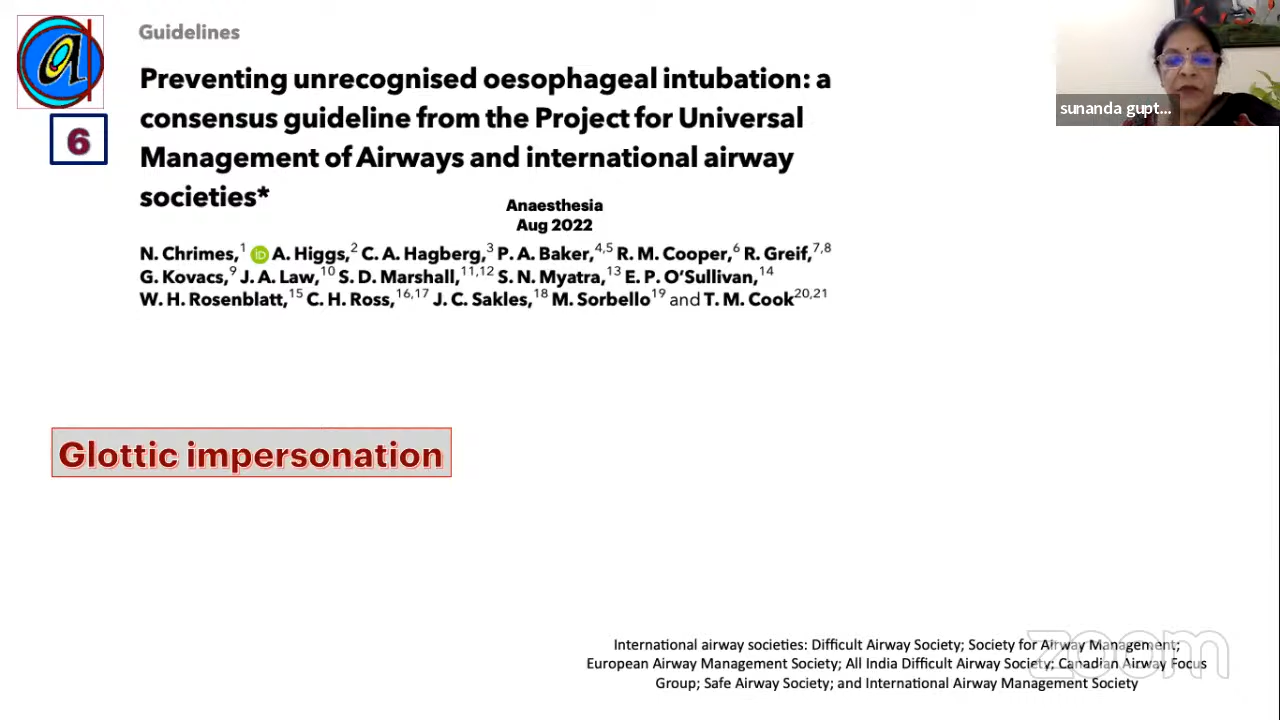 Guidelines
Preventing unrecognised oesophageal intubation: a
consensus guideline from the Project for Universal
Management of Airways and international airway
societies*
a
6
sunanda gupt...
Anaesthesia
Aug 2022
N. Chrimes,1 iD A. Higgs,2 C. A. Hagberg,3 P. A. Baker,4,5 R. M. Cooper,6 R. Greif,7,8
G. Kovacs,9 J. A. Law,10 S. D. Marshall,11,12 S. N. Myatra,13 E. P. O’Sullivan,14
W. H. Rosenblatt,15 C. H. Ross,16,17 J. C. Sakles,18 M. Sorbello19 and T. M. Cook20,21
Glottic impersonation
International airway societies: Difficult Airway Society; Society for Airway Management;
European Airway Management Society; All India Difficult Airway Society; Canadian Airway Focus
Group; Safe Airway Society; and International Airway Management Society
zoom